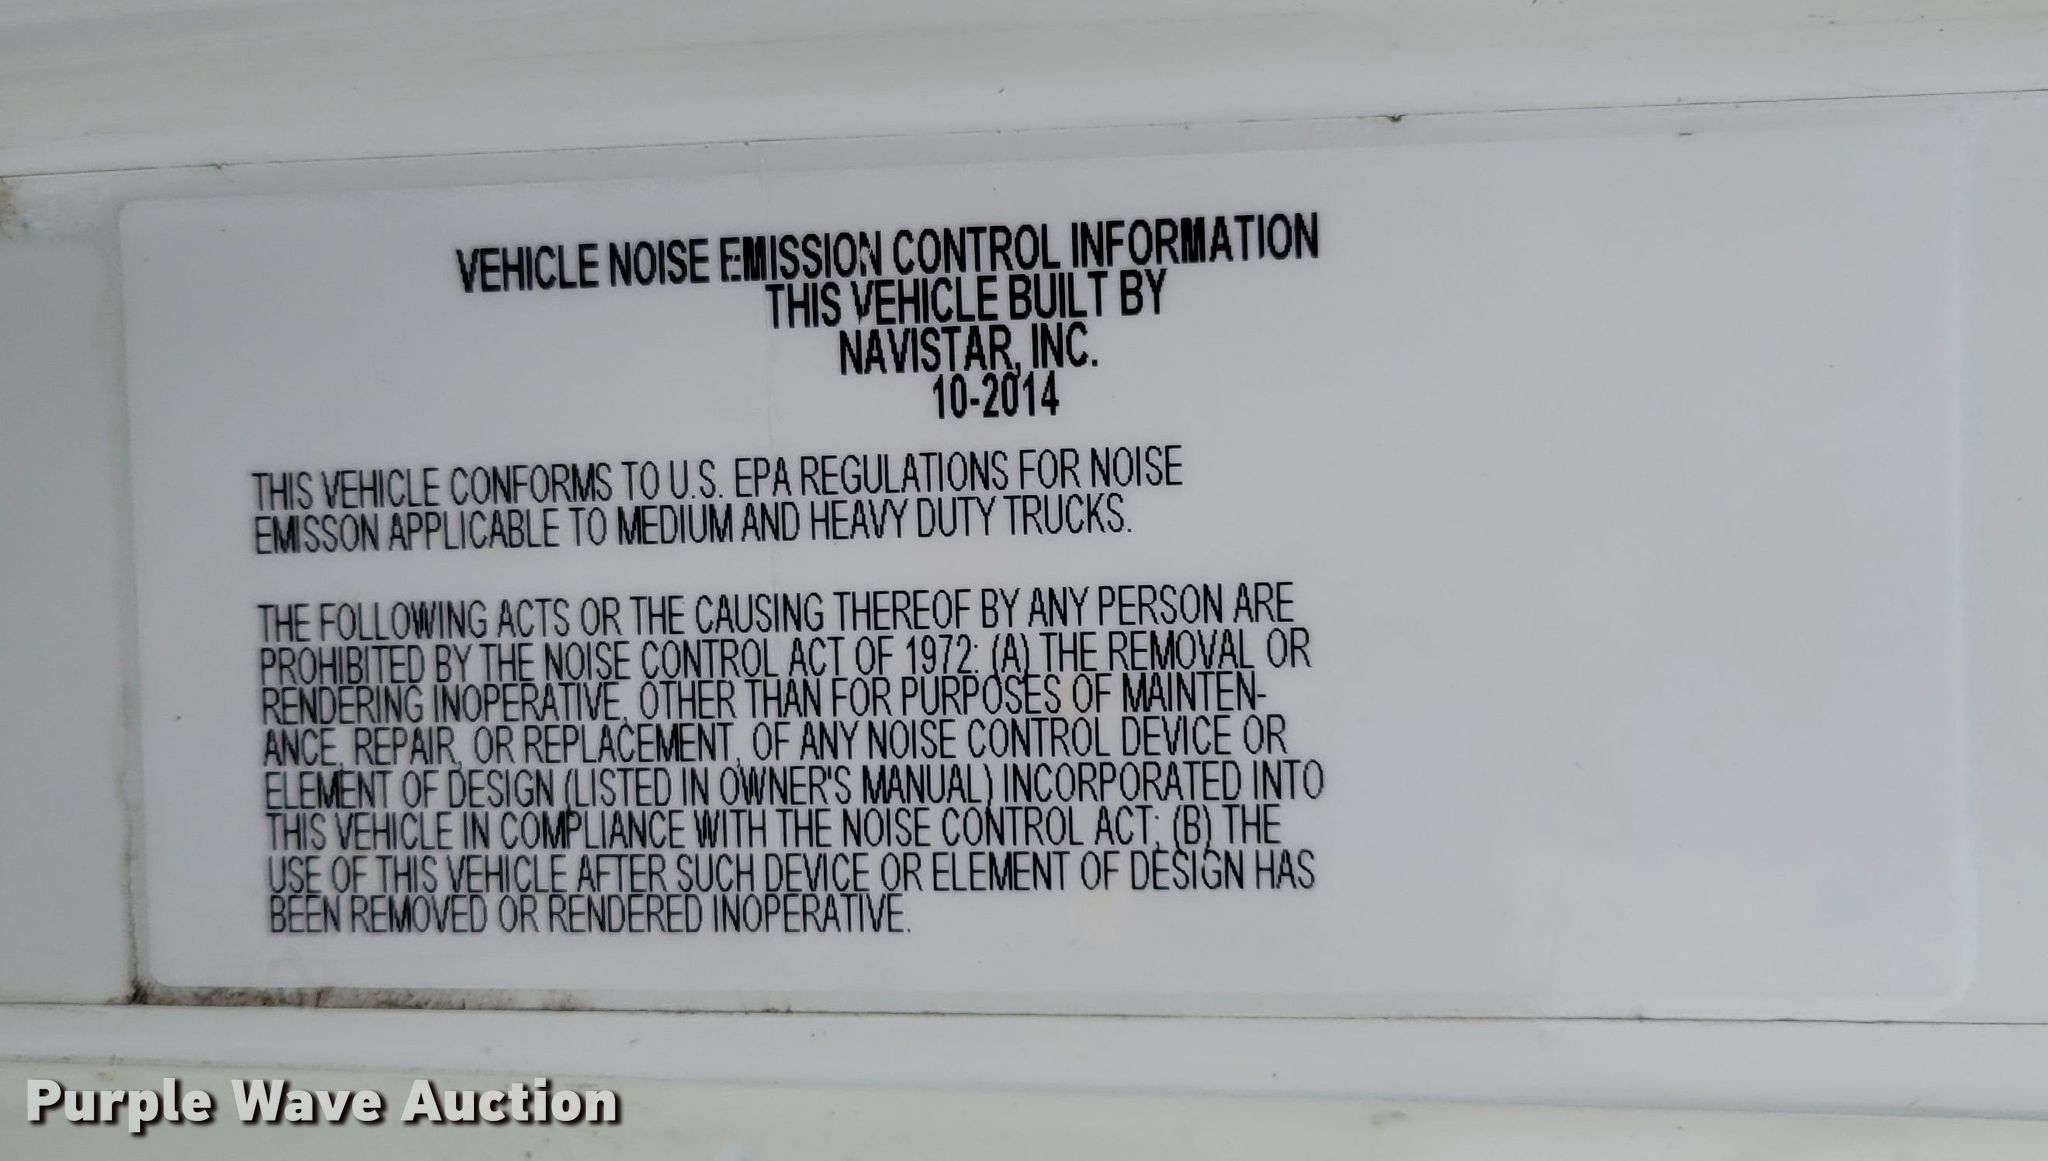 VEHICLE NOISE EMISSION CONTROL INFORMATION
THIS VEHICLE BUILT BY
NAVISTAR, INC.
10-2014
THIS VEHICLE CONFORMS TO U.S. EPA REGULATIONS FOR NOISE
EMISSON APPLICABLE TO MEDIUM AND HEAVY DUTY TRUCKS.
THE FOLLOWING ACTS OR THE CAUSING THEREOF BY ANY PERSON ARE
PROHIBITED BY THE NOISE CONTROL ACT OF 1972: (A) THE REMOVAL OR
RENDERING INOPERATIVE, OTHER THAN FOR PURPOSES OF MAINTEN-
ANCE, REPAIR, OR REPLACEMENT, OF ANY NOISE CONTROL DEVICE OR
ELEMENT OF DESIGN (LISTED IN OWNER'S MANUAL) INCORPORATED INTO
THIS VEHICLE IN COMPLIANCE WITH THE NOISE CONTROL ACT; (B) THE
USE OF THIS VEHICLE AFTER SUCH DEVICE OR ELEMENT OF DESIGN HAS
BEEN REMOVED OR RENDERED INOPERATIVE.
Purple Wave Auction